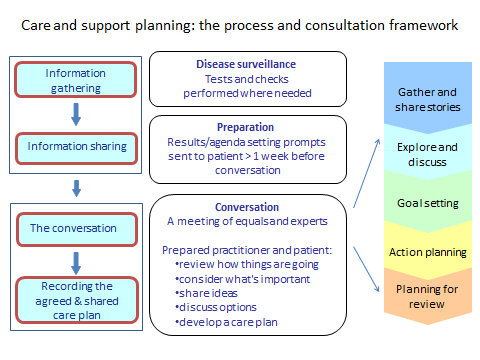 Care and support planning: the process and consultation framework
Information
gathering
Information sharing
The conversation
Recording the
agreed & shared
care plan
Disease surveillance
Tests and checks
performed where needed
Preparation
Results/agenda setting prompts
sent to patient > 1 week before
conversation
Conversation
A meeting of equals and experts
Prepared practitioner and patient:
•review how things are going
•consider what's important
•share ideas
•discuss options
•develop a care plan
Gather and
share stories
Explore and
discuss
Goal setting
Action planning
Planning for
review